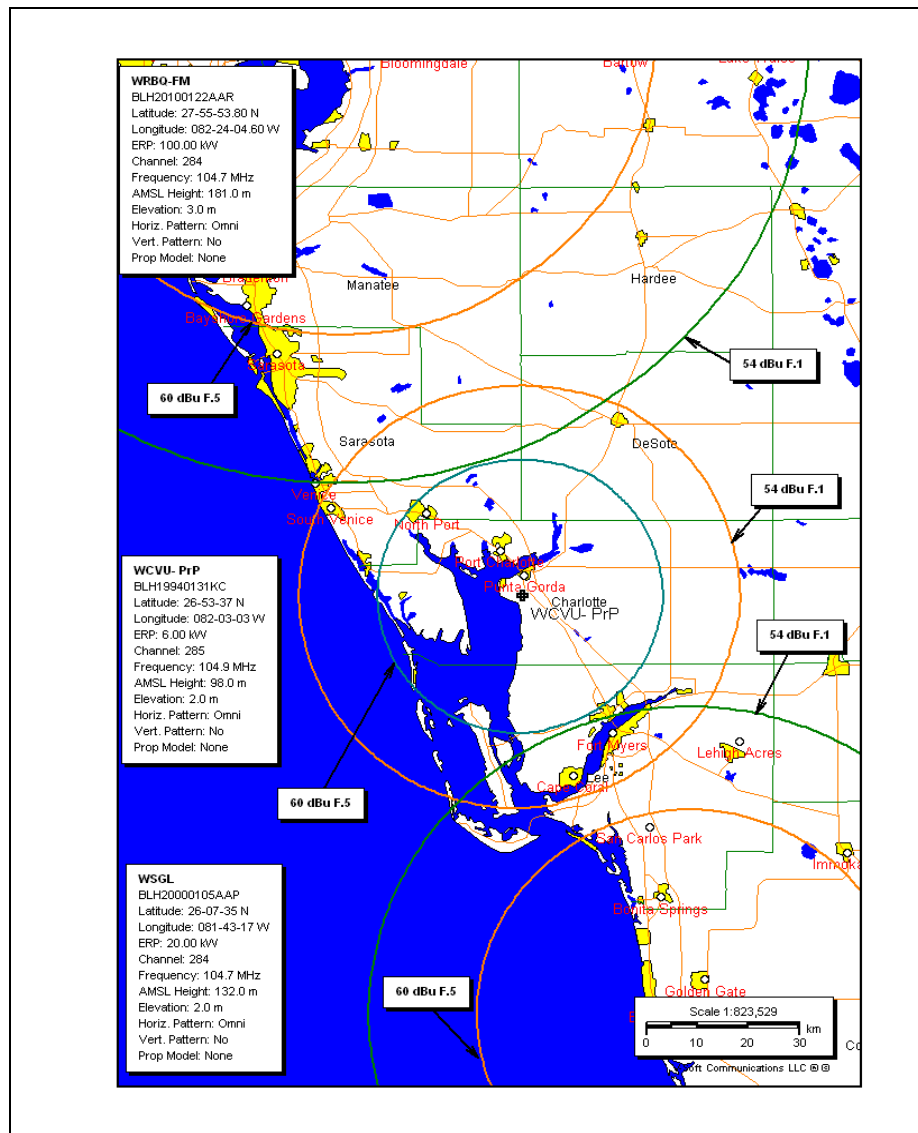 Bloomingdale
Bartow
WRBQ-FM
BLH20100122AAR
Latitude: 27-55-53.80 N
Longitude: 082-24-04.60 W
ERP: 100.00 kW
Channel: 284
Frequency: 104.7 MHz
AMSL Height: 181.0 m
Elevation: 3.0 m
Horiz. Pattern: Omni
Vert. Pattern: No
Prop Model: None
Manatee
Hardee
Bayshore Gardens
Sarasota
54 dBu F.1
60 dBu F.5
Sarasota
DeSote
54 dBu F.1
Venice
South Venice
North Port
Port Charlotte
Punta Gorda
Charlotte
WCVU- PrP
WCVU- PrP
BLH19940131KC
Latitude: 26-53-37 N
Longitude: 082-03-03 W
ERP: 6.00 kW
Channel: 285
Frequency: 104.9 MHz
AMSL Height: 98.0 m
Elevation: 2.0 m
Horiz. Pattern: Omni
Vert. Pattern: No
Prop Model: None
54 dBu F.1
60 dBu F.5
Fort Myers
Lehigh Acres
Cape Coral
Lee
San Carlos Park
Immoka
Bonita Springs
WSGL
BLH20000105AAP
Latitude: 26-07-35 N
Longitude: 081-43-17 W
ERP: 20.00 kW
Channel: 284
Frequency: 104.7 MHz
AMSL Height: 132.0 m
Elevation: 2.0 m
Horiz. Pattern: Omni
Vert. Pattern: No
Prop Model: None
60 dBu F.5
Golden Gate
Scale 1:823,529
0 10 20 30 km
Co
oft Communications LLC ® ©